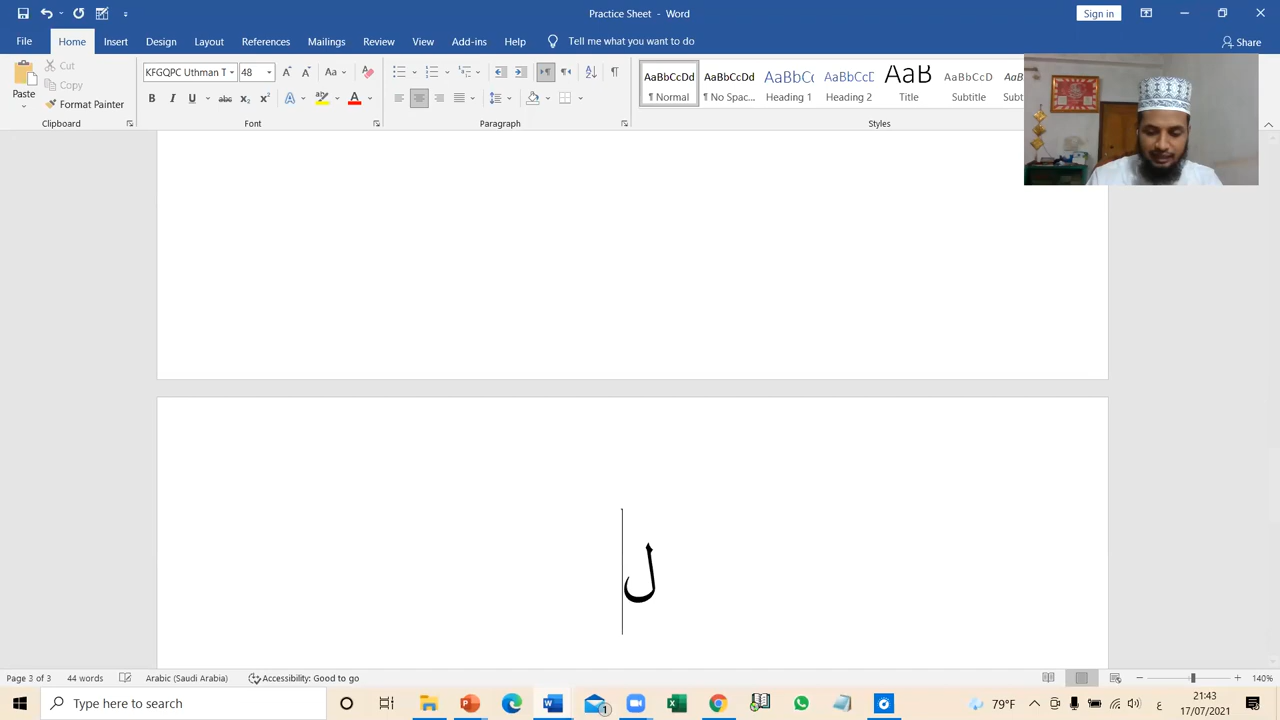 Practice Sheet - Word
Sign in
File Home Insert Design Layout References Mailings Review View Add-ins Help Tell me what you want to do
Share
Paste
Cut
Copy
Format Painter
Clipboard
KFGQPC Uthman T 48
Font
Paragraph
AaBbCcDd AaBbCcDd AaBbCc AaBbCcD AaB AaBbCcD
¶ Normal ¶ No Spac... Heading 1 Heading 2 Title Subtitle
Styles
ل
Page 3 of 3 44 words Arabic (Saudi Arabia) Accessibility: Good to go
140%
Type here to search
1
79°F
ع
21:43
17/07/2021